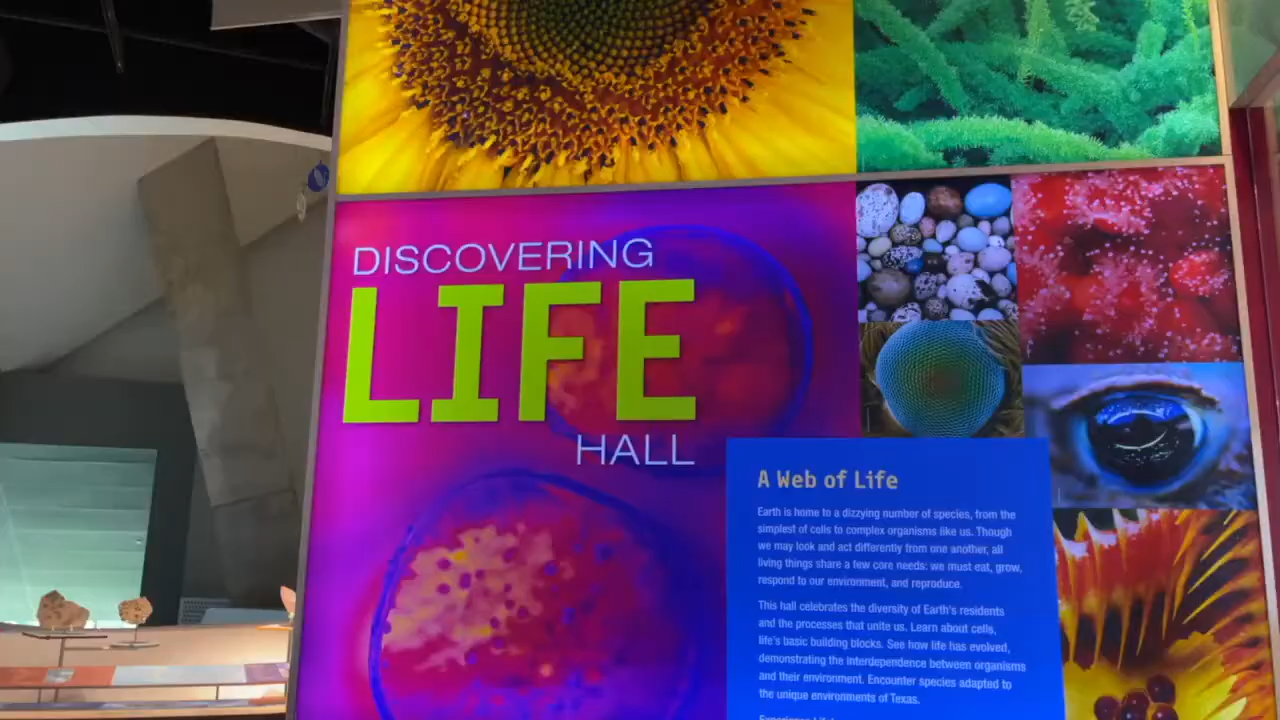 DISCOVERING
LIFE
HALL
A Web of Life
Earth is home to a dizzying number of species, from the
simplest of cells to complex organisms like us. Though
we may look and act differently from one another, all
living things share a few core needs: we must eat, grow,
respond to our environment, and reproduce.
This hall celebrates the diversity of Earth's residents
and the processes that unite us. Learn about cells,
life's basic building blocks. See how life has evolved,
demonstrating the interdependence between organisms
and their environment. Encounter species adapted to
the unique environments of Texas.